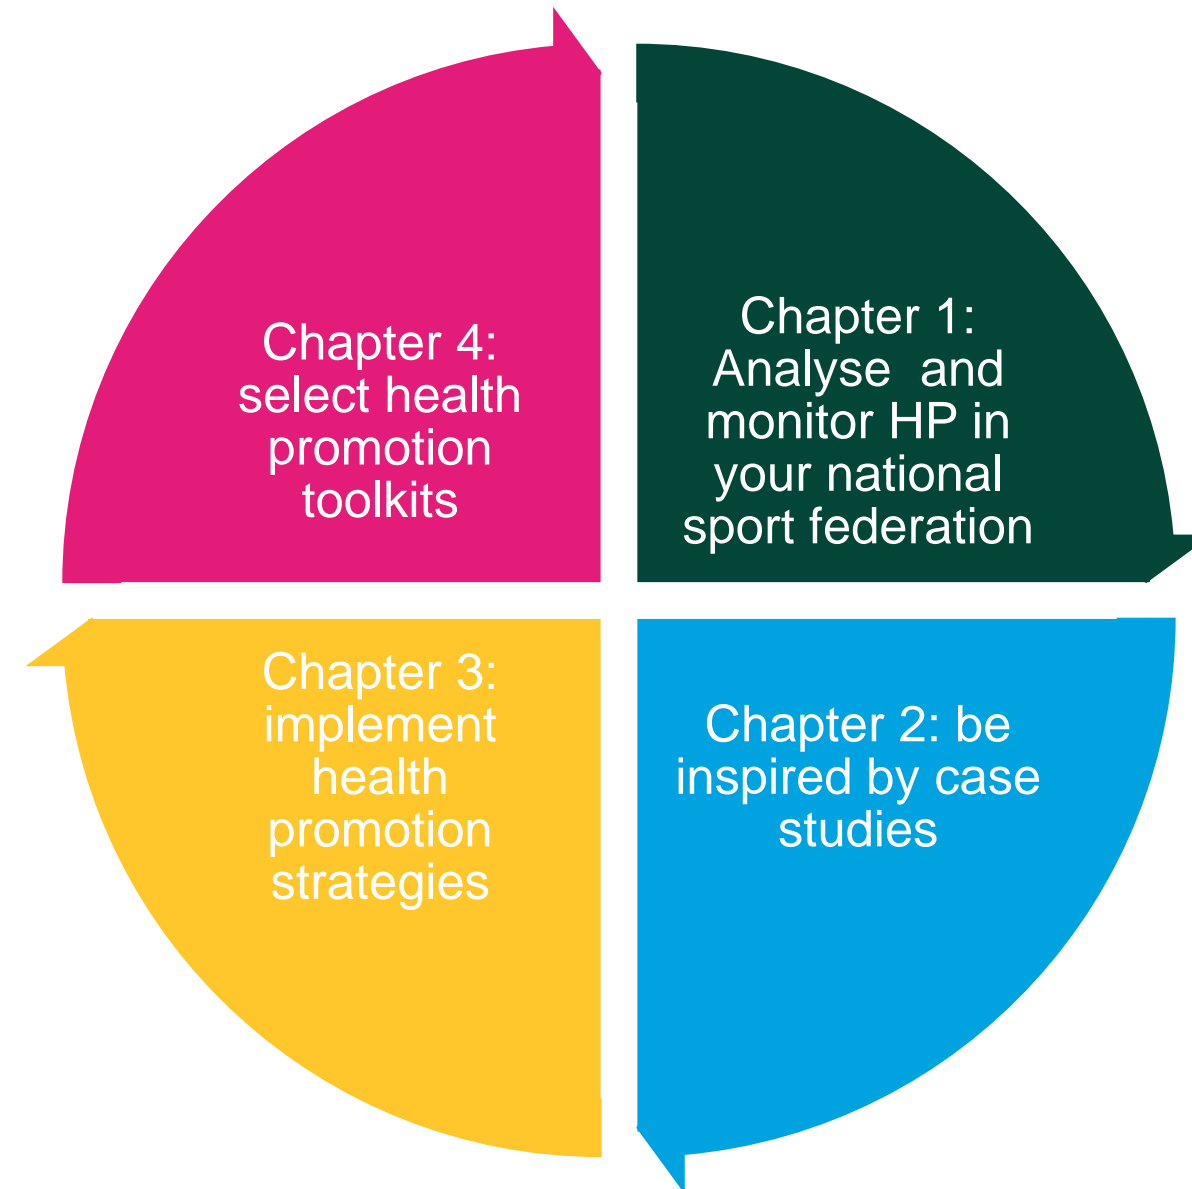 Chapter 1:
Analyse  and
monitor HP in
your national
sport federation
Chapter 2: be
inspired by case
studies
Chapter 3:
implement
health
promotion
strategies
Chapter 4:
select health
promotion
toolkits